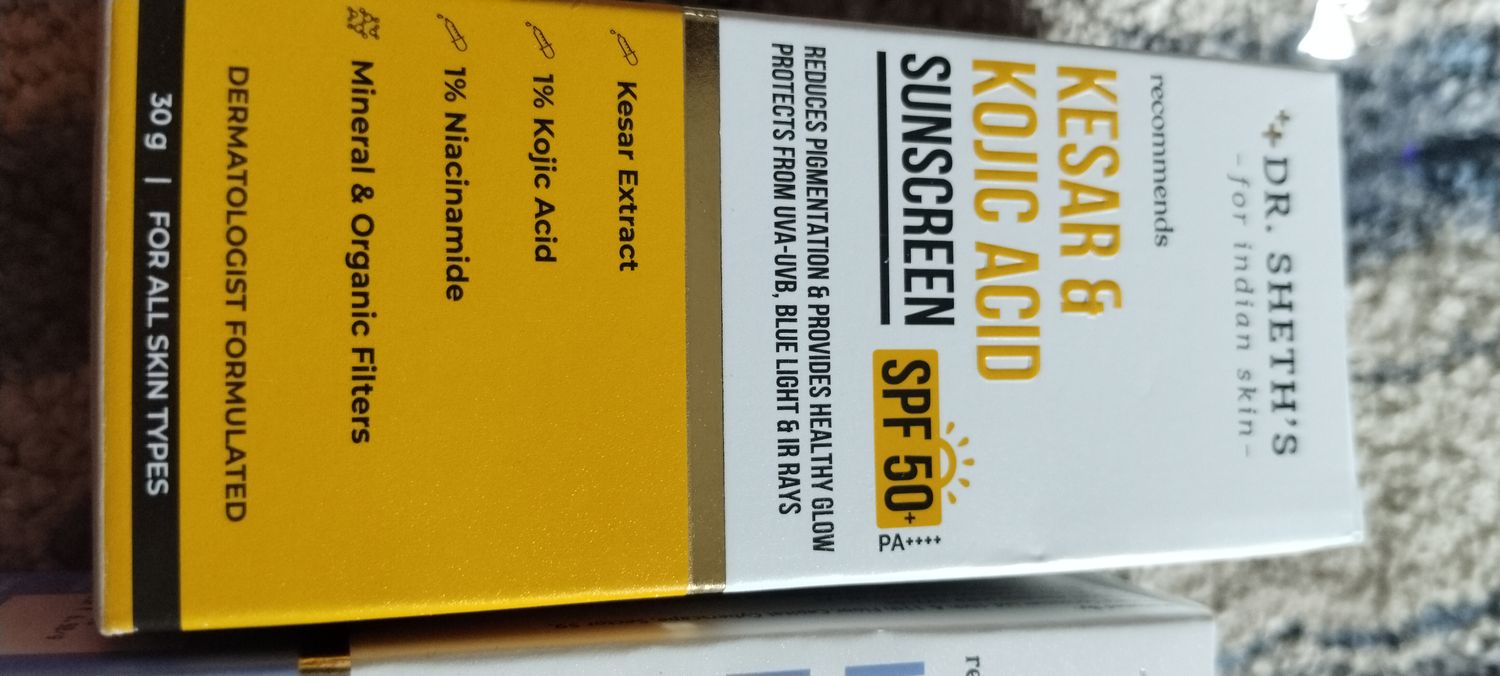 DR. SHETH'S
- for indian skin -
recommends
KESAR &
KOJIC ACID
SUNSCREEN SPF 50+ PA++++
REDUCES PIGMENTATION & PROVIDES HEALTHY GLOW
PROTECTS FROM UVA-UVB, BLUE LIGHT & IR RAYS
Kesar Extract
1% Kojic Acid
1% Niacinamide
Mineral & Organic Filters
DERMATOLOGIST FORMULATED
30 g | FOR ALL SKIN TYPES
re